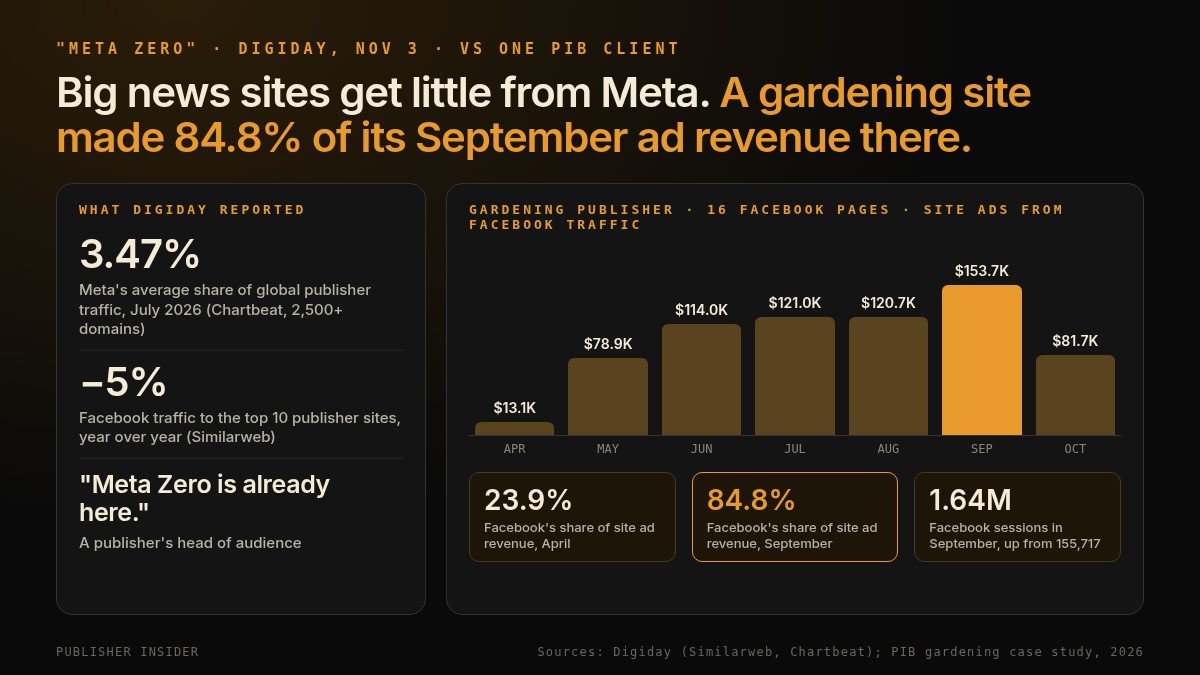 "META ZERO" · DIGIDAY, NOV 3 · VS ONE PIB CLIENT
Big news sites get little from Meta. A gardening site
made 84.8% of its September ad revenue there.
WHAT DIGIDAY REPORTED
3.47%
Meta's average share of global publisher
traffic, July 2026 (Chartbeat, 2,500+
domains)
−5%
Facebook traffic to the top 10 publisher sites,
year over year (Similarweb)
"Meta Zero is already
here."
A publisher's head of audience
GARDENING PUBLISHER · 16 FACEBOOK PAGES · SITE ADS FROM
FACEBOOK TRAFFIC
$13.1K
$78.9K
$114.0K
$121.0K
$120.7K
$153.7K
$81.7K
APR
MAY
JUN
JUL
AUG
SEP
OCT
23.9%
Facebook's share of site ad
revenue, April
84.8%
Facebook's share of site ad
revenue, September
1.64M
Facebook sessions in
September, up from 155,717
PUBLISHER INSIDER
Sources: Digiday (Similarweb, Chartbeat); PIB gardening case study, 2026